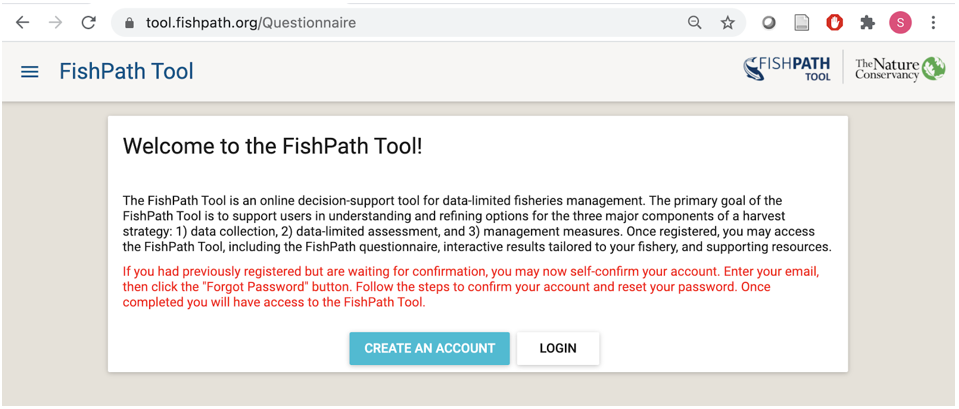 tool.fishpath.org/Questionnaire
S
FishPath Tool
FISHPATH
TOOL
The Nature
Conservancy
Welcome to the FishPath Tool!
The FishPath Tool is an online decision-support tool for data-limited fisheries management. The primary goal of the
FishPath Tool is to support users in understanding and refining options for the three major components of a harvest
strategy: 1) data collection, 2) data-limited assessment, and 3) management measures. Once registered, you may access
the FishPath Tool, including the FishPath questionnaire, interactive results tailored to your fishery, and supporting resources.
If you had previously registered but are waiting for confirmation, you may now self-confirm your account. Enter your email,
then click the "Forgot Password" button. Follow the steps to confirm your account and reset your password. Once
completed you will have access to the FishPath Tool.
CREATE AN ACCOUNT
LOGIN